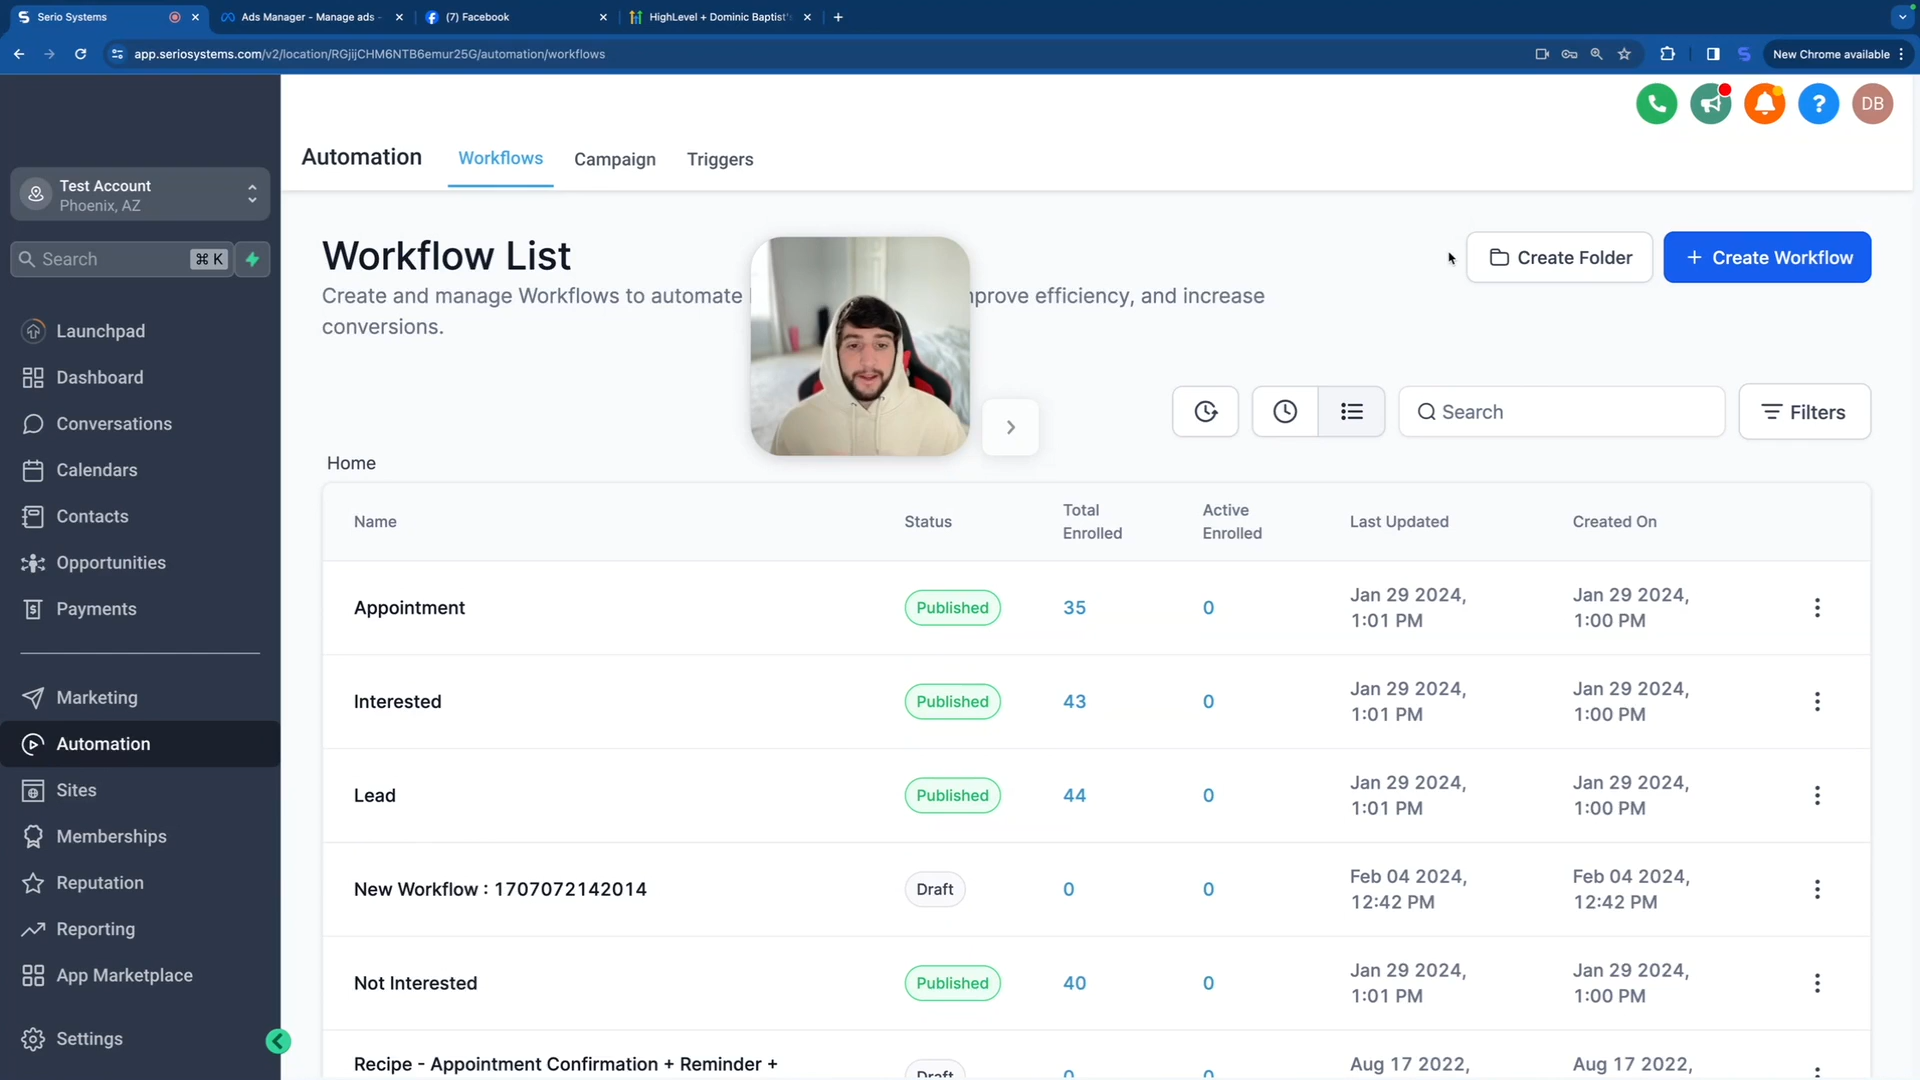 Serio Systems
Ads Manager - Manage ads -
(7) Facebook
HighLevel + Dominic Baptist's
app.seriosystems.com/v2/location/RGjijCHM6NTB6emur25G/automation/workflows
New Chrome available
DB
Automation
Workflows
Campaign
Triggers
Test Account
Phoenix, AZ
Search
⌘ K
Launchpad
Dashboard
Conversations
Calendars
Contacts
Opportunities
Payments
Marketing
Automation
Sites
Memberships
Reputation
Reporting
App Marketplace
Settings
Workflow List
Create and manage Workflows to automate
efficiency, and increase
conversions.
Create Folder
+ Create Workflow
Search
Filters
Home
Name
Status
Total
Enrolled
Active
Enrolled
Last Updated
Created On
Appointment
Published
35
0
Jan 29 2024,
1:01 PM
Jan 29 2024,
1:00 PM
Interested
Published
43
0
Jan 29 2024,
1:01 PM
Jan 29 2024,
1:00 PM
Lead
Published
44
0
Jan 29 2024,
1:01 PM
Jan 29 2024,
1:00 PM
New Workflow : 1707072142014
Draft
0
0
Feb 04 2024,
12:42 PM
Feb 04 2024,
12:42 PM
Not Interested
Published
40
0
Jan 29 2024,
1:01 PM
Jan 29 2024,
1:00 PM
Recipe - Appointment Confirmation + Reminder +
Draft
0
0
Aug 17 2022,
Aug 17 2022,